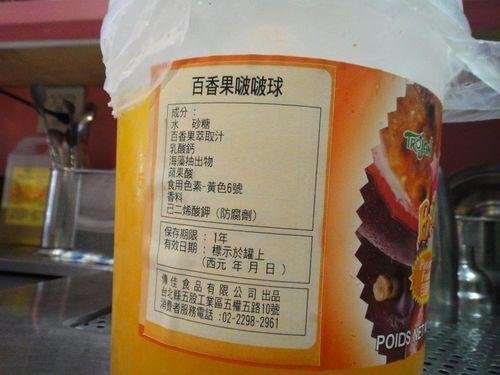 百香果啵啵球
成分：
水 砂糖
百香果萃取汁
乳酸鈣
海藻抽出物
蘋果酸
食用色素-黃色6號
香料
己二烯酸鉀（防腐劑）
保存期限：1年
有效日期：標示於罐上
（西元 年 月 日）
傳佳食品有限公司出品
台北縣五股工業區五權五路10號
消費者服務電話：02-2298-2961
POIDS NET